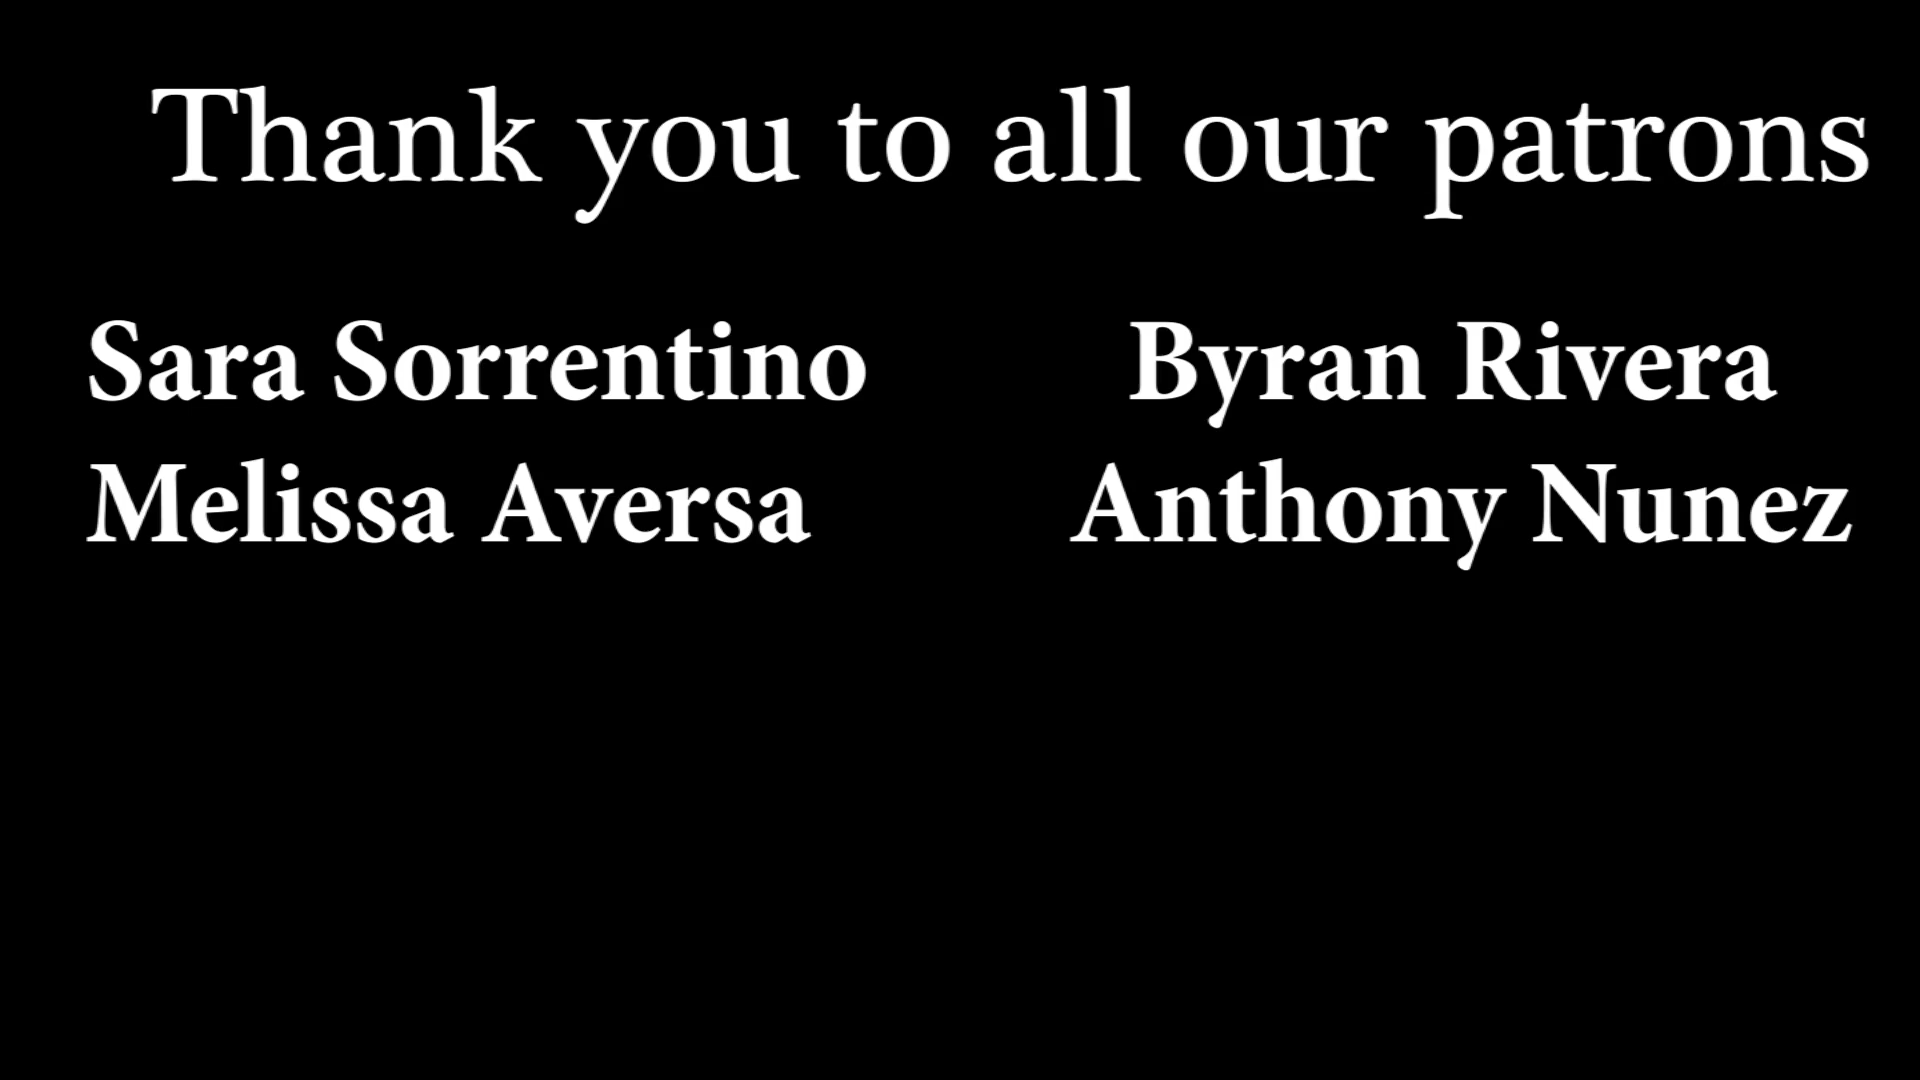 Thank you to all our patrons
Sara Sorrentino Byran Rivera
Melissa Aversa Anthony Nunez